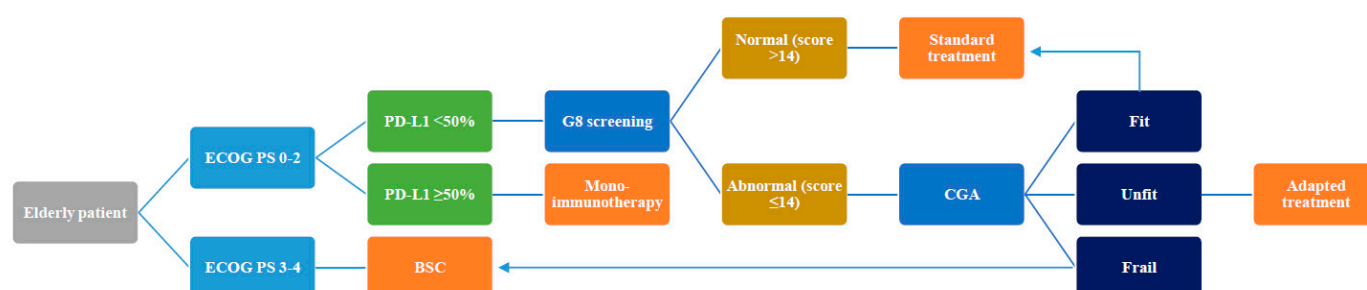 Elderly patient
ECOG PS 0-2
ECOG PS 3-4
PD-L1 <50%
PD-L1 ≥50%
BSC
G8 screening
Mono-
immunotherapy
Normal (score
>14)
Abnormal (score
≤14)
Standard
treatment
CGA
Fit
Unfit
Frail
Adapted
treatment